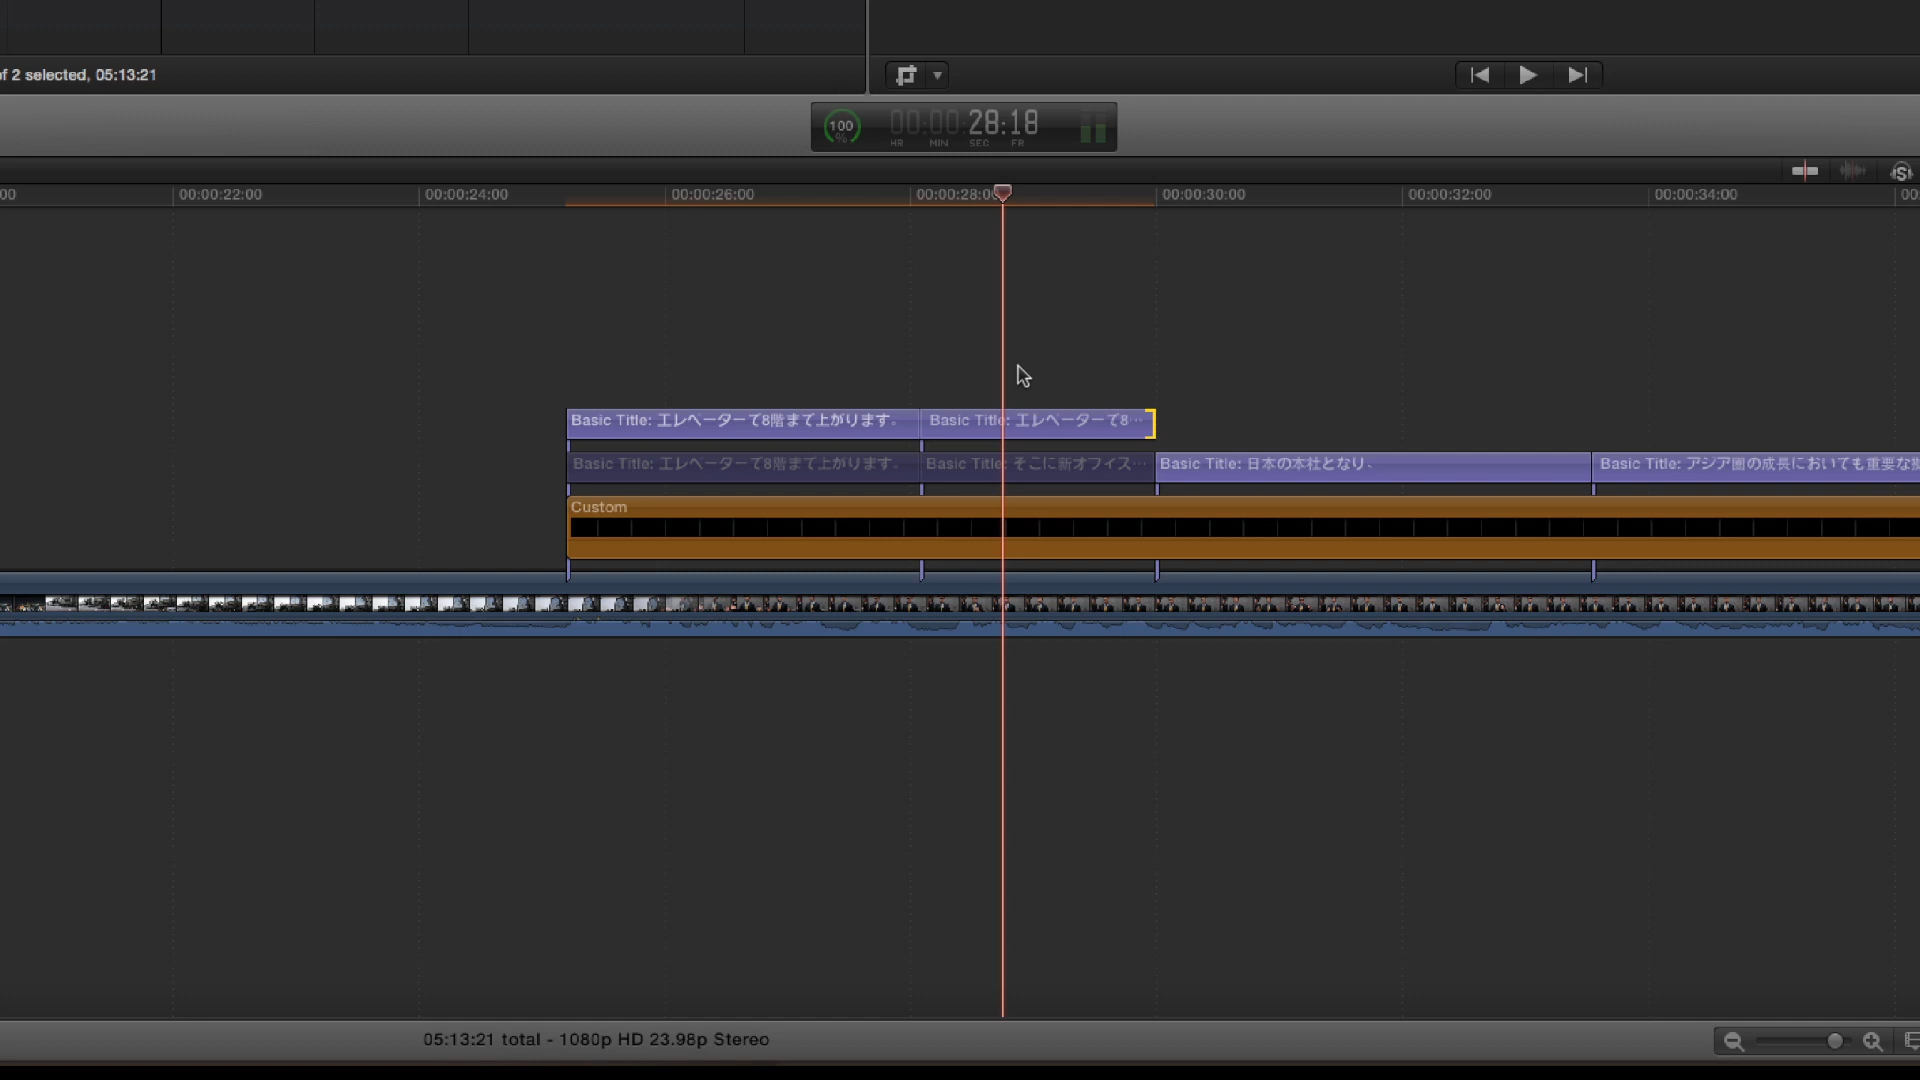 of 2 selected, 05:13:21
100
%
00:00:28:18
HR MIN SEC FR
00:00:22:00
00:00:24:00
00:00:26:00
00:00:28:00
00:00:30:00
00:00:32:00
00:00:34:00
Basic Title: エレベーターで8階まで上がります。
Basic Title: エレベーターで8…
Basic Title: エレベーターで8階まで上がります。
Basic Title: そこに新オフィス…
Basic Title: 日本の本社となり、
Basic Title: アジア圏の成長においても重要な
Custom
05:13:21 total - 1080p HD 23.98p Stereo